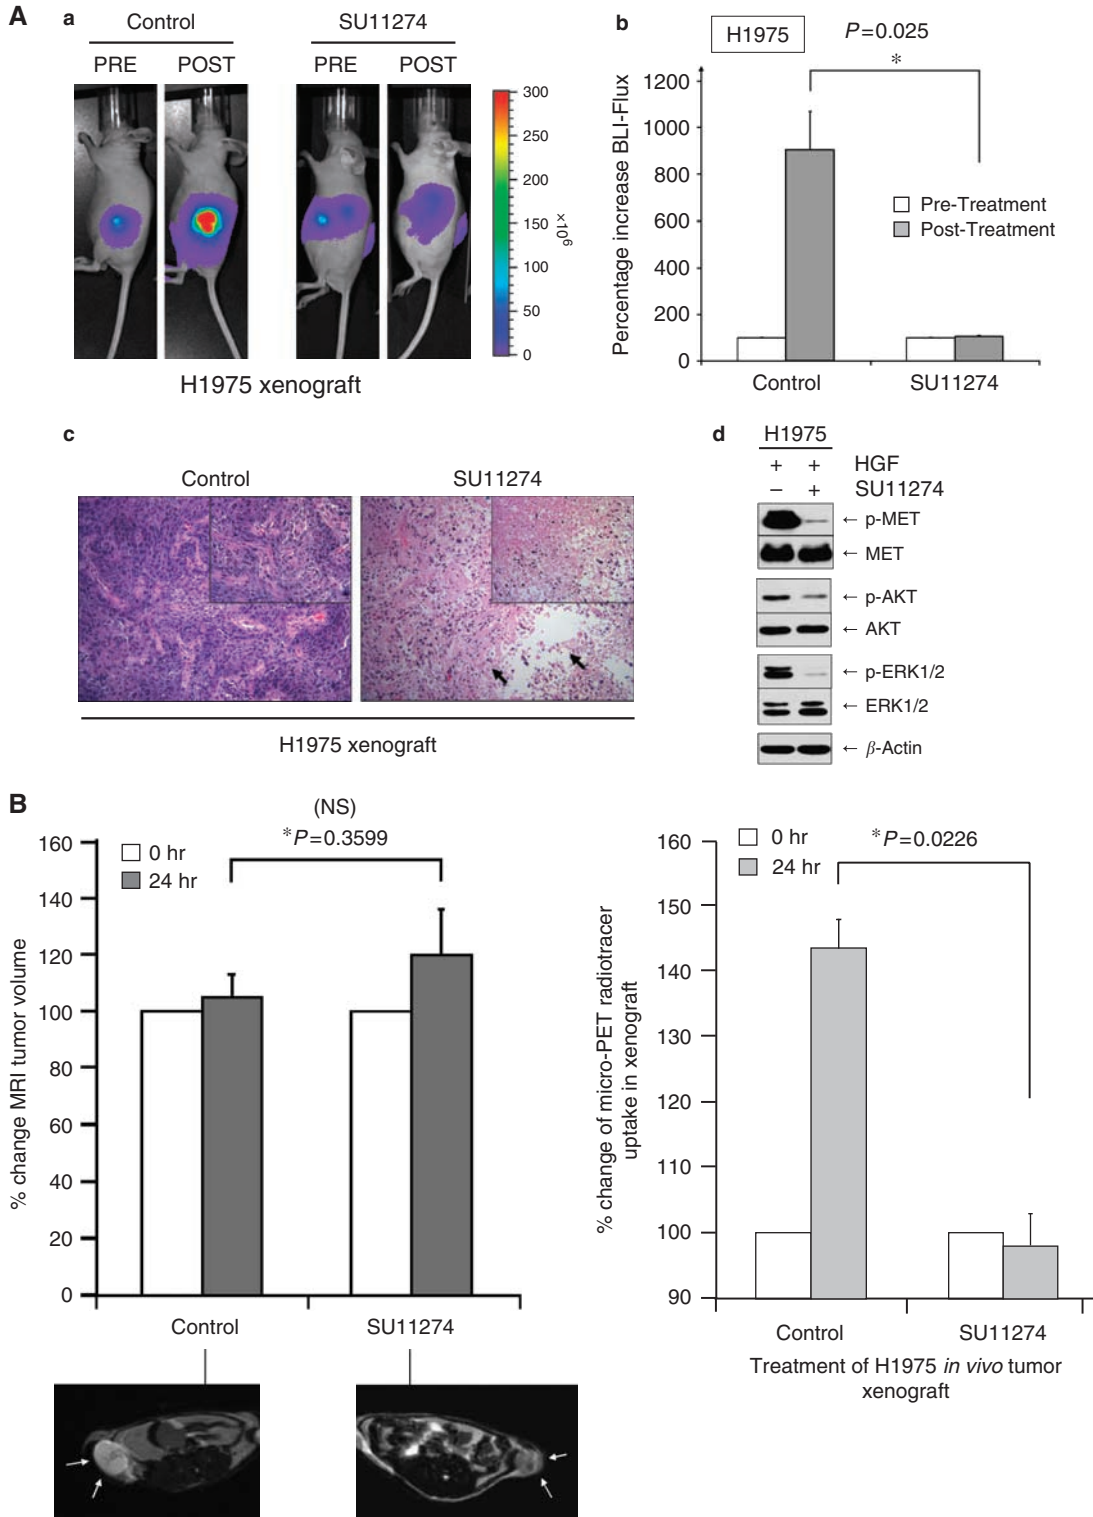 A
a
Control
SU11274
PRE
POST
PRE
POST
300
250
200
150
100
50
0
×10⁶
H1975 xenograft
b
H1975
P=0.025
*
Percentage increase BLI-Flux
1200
1000
800
600
400
200
0
Pre-Treatment
Post-Treatment
Control
SU11274
c
Control
SU11274
H1975 xenograft
d
H1975
+ + HGF
− + SU11274
← p-MET
← MET
← p-AKT
← AKT
← p-ERK1/2
← ERK1/2
← β-Actin
B
(NS)
*P=0.3599
0 hr
24 hr
% change MRI tumor volume
160
140
120
100
80
60
40
20
0
Control
SU11274
*P=0.0226
0 hr
24 hr
% change of micro-PET radiotracer
uptake in xenograft
160
150
140
130
120
110
100
90
Control
SU11274
Treatment of H1975 in vivo tumor
xenograft